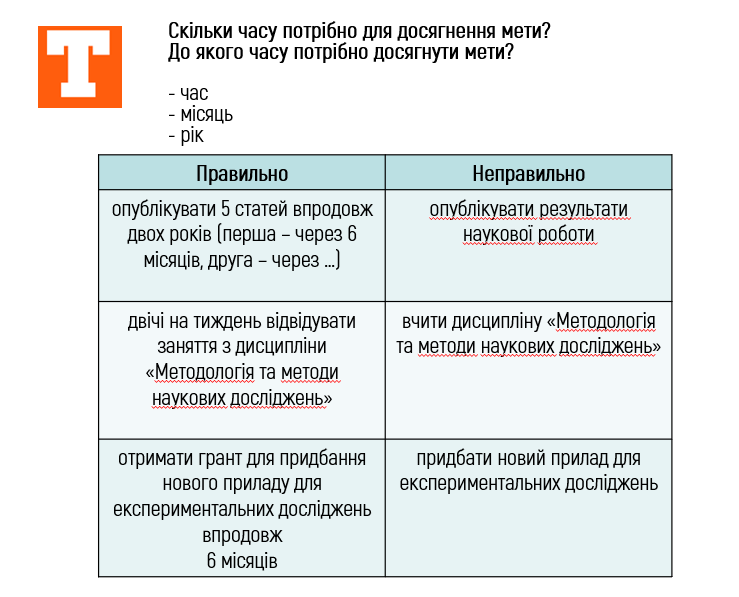 T
Скільки часу потрібно для досягнення мети?
До якого часу потрібно досягнути мети?
- час
- місяць
- рік
Правильно
Неправильно
опублікувати 5 статей впродовж
двох років (перша – через 6
місяців, друга – через ...)
опублікувати результати
наукової роботи
двічі на тиждень відвідувати
заняття з дисципліни
«Методологія та методи
наукових досліджень»
вчити дисципліну «Методологія
та методи наукових досліджень»
отримати грант для придбання
нового приладу для
експериментальних досліджень
впродовж
6 місяців
придбати новий прилад для
експериментальних досліджень